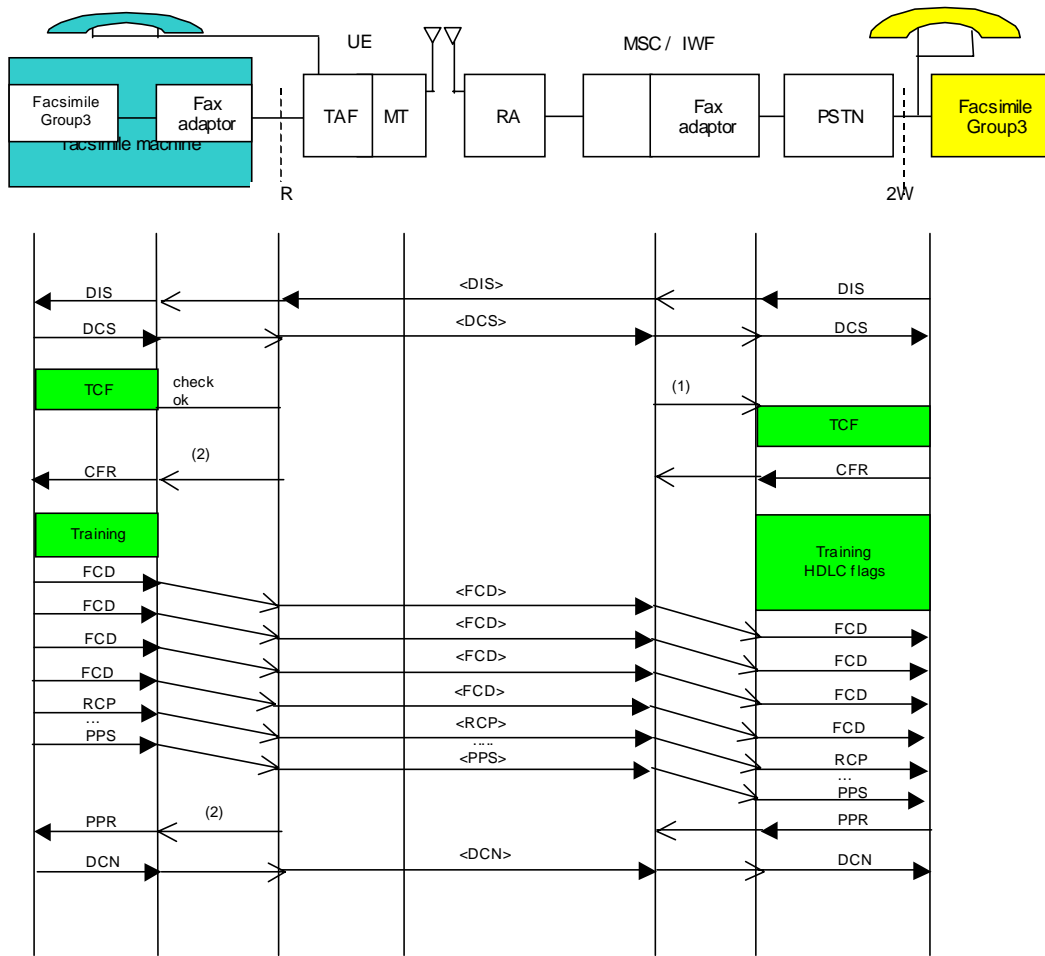 UE
MSC / IWF
Facsimile
Group3
Fax
adaptor
facsimile machine
TAF
MT
RA
Fax
adaptor
PSTN
Facsimile
Group3
R
2W
DIS
<DIS>
DIS
DCS
<DCS>
DCS
TCF
check
ok
(1)
TCF
CFR
(2)
CFR
Training
Training
HDLC flags
FCD
<FCD>
FCD
FCD
<FCD>
FCD
FCD
<FCD>
FCD
FCD
<FCD>
FCD
RCP
<RCP>
RCP
...
....
...
PPS
<PPS>
PPS
PPR
(2)
PPR
DCN
<DCN>
DCN